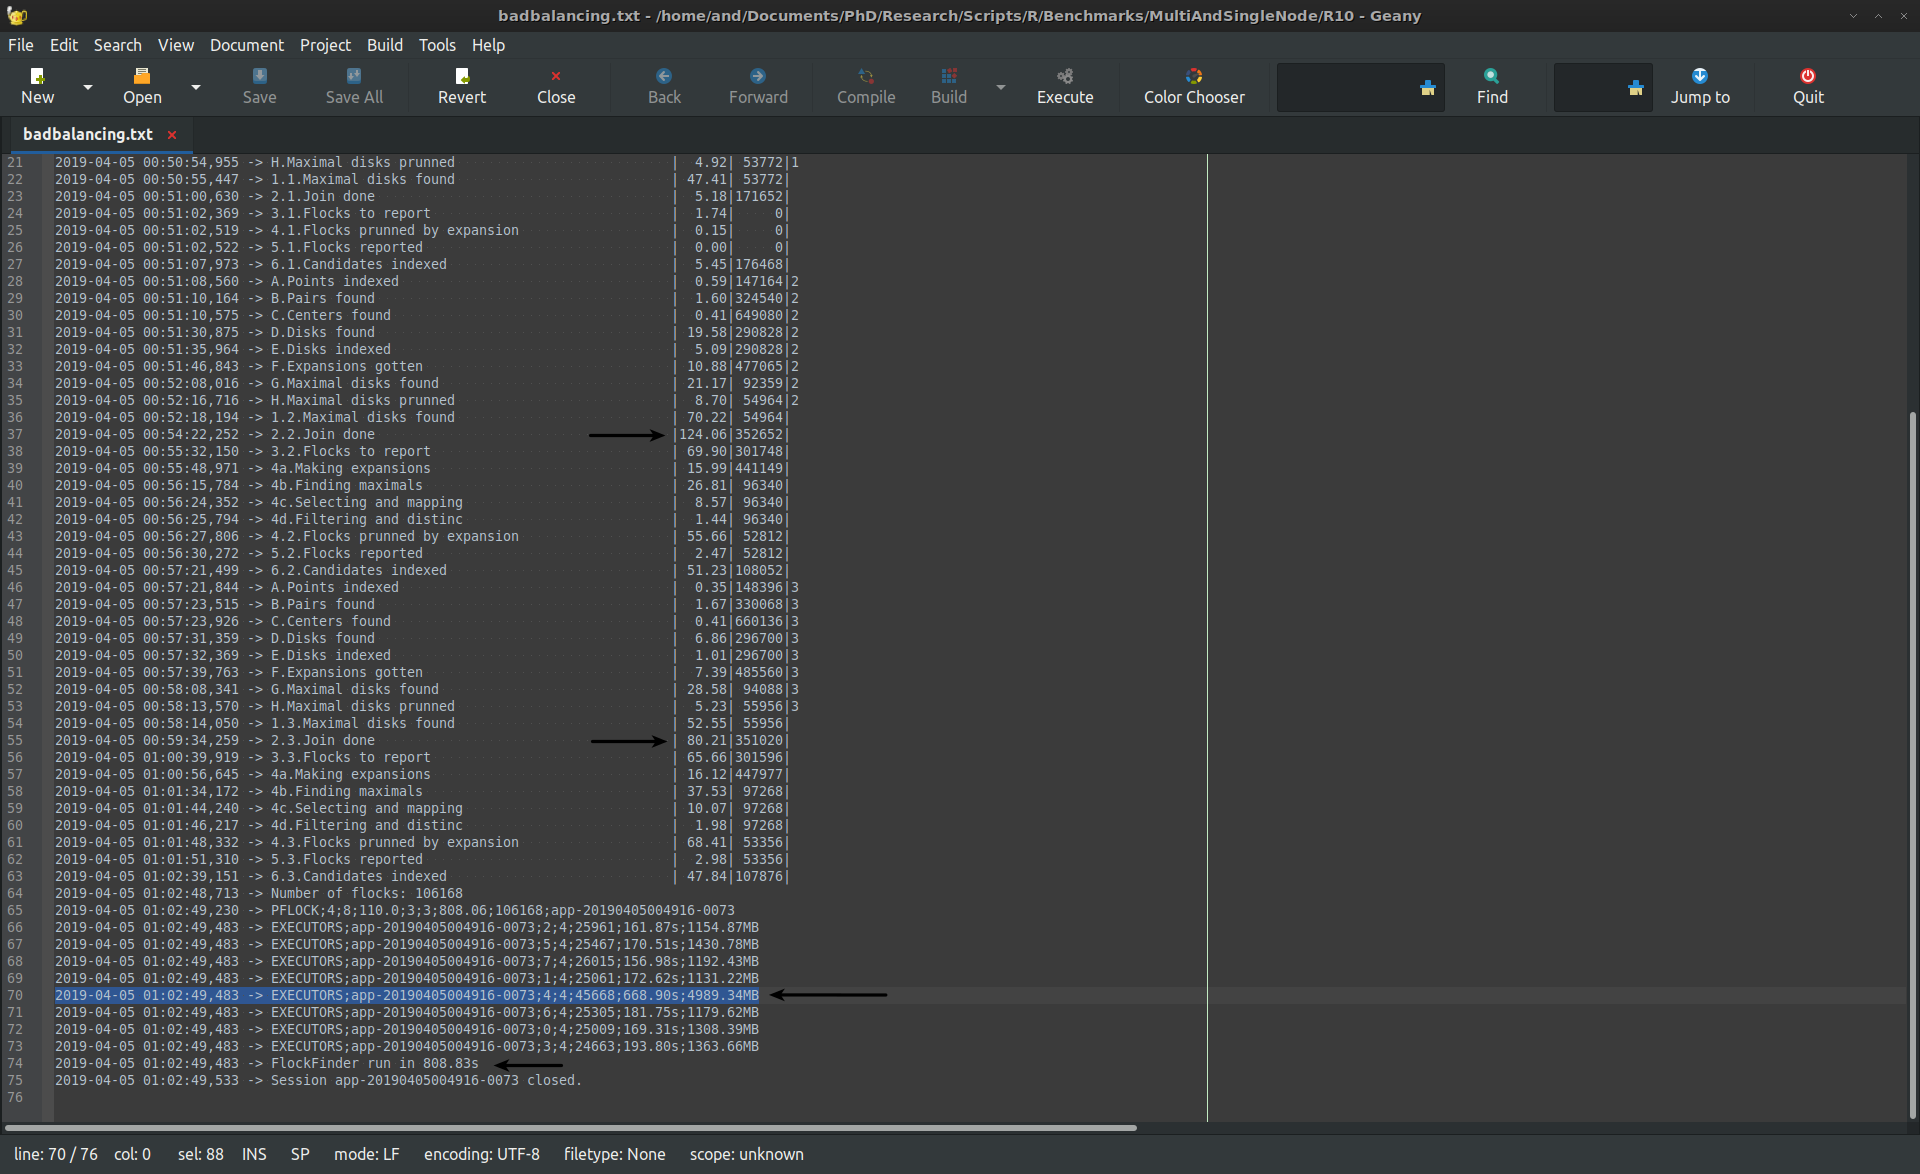 badbalancing.txt - /home/and/Documents/PhD/Research/Scripts/R/Benchmarks/MultiAndSingleNode/R10 - Geany
File Edit Search View Document Project Build Tools Help
New Open Save Save All Revert Close Back Forward Compile Build Execute Color Chooser Find Jump to Quit
badbalancing.txt
21 2019-04-05 00:50:54,955 -> H.Maximal disks prunned | 4.92| 53772|1
22 2019-04-05 00:50:55,447 -> 1.1.Maximal disks found | 47.41| 53772|
23 2019-04-05 00:51:00,630 -> 2.1.Join done | 5.18|171652|
24 2019-04-05 00:51:02,369 -> 3.1.Flocks to report | 1.74| 0|
25 2019-04-05 00:51:02,519 -> 4.1.Flocks prunned by expansion | 0.15| 0|
26 2019-04-05 00:51:02,522 -> 5.1.Flocks reported | 0.00| 0|
27 2019-04-05 00:51:07,973 -> 6.1.Candidates indexed | 5.45|176468|
28 2019-04-05 00:51:08,560 -> A.Points indexed | 0.59|147164|2
29 2019-04-05 00:51:10,164 -> B.Pairs found | 1.60|324540|2
30 2019-04-05 00:51:10,575 -> C.Centers found | 0.41|649080|2
31 2019-04-05 00:51:30,875 -> D.Disks found | 19.58|290828|2
32 2019-04-05 00:51:35,964 -> E.Disks indexed | 5.09|290828|2
33 2019-04-05 00:51:46,843 -> F.Expansions gotten | 10.88|477065|2
34 2019-04-05 00:52:08,016 -> G.Maximal disks found | 21.17| 92359|2
35 2019-04-05 00:52:16,716 -> H.Maximal disks prunned | 8.70| 54964|2
36 2019-04-05 00:52:18,194 -> 1.2.Maximal disks found | 70.22| 54964|
37 2019-04-05 00:54:22,252 -> 2.2.Join done |124.06|352652|
38 2019-04-05 00:55:32,150 -> 3.2.Flocks to report | 69.90|301748|
39 2019-04-05 00:55:48,971 -> 4a.Making expansions | 15.99|441149|
40 2019-04-05 00:56:15,784 -> 4b.Finding maximals | 26.81| 96340|
41 2019-04-05 00:56:24,352 -> 4c.Selecting and mapping | 8.57| 96340|
42 2019-04-05 00:56:25,794 -> 4d.Filtering and distinc | 1.44| 96340|
43 2019-04-05 00:56:27,806 -> 4.2.Flocks prunned by expansion | 55.66| 52812|
44 2019-04-05 00:56:30,272 -> 5.2.Flocks reported | 2.47| 52812|
45 2019-04-05 00:57:21,499 -> 6.2.Candidates indexed | 51.23|108052|
46 2019-04-05 00:57:21,844 -> A.Points indexed | 0.35|148396|3
47 2019-04-05 00:57:23,515 -> B.Pairs found | 1.67|330068|3
48 2019-04-05 00:57:23,926 -> C.Centers found | 0.41|660136|3
49 2019-04-05 00:57:31,359 -> D.Disks found | 6.86|296700|3
50 2019-04-05 00:57:32,369 -> E.Disks indexed | 1.01|296700|3
51 2019-04-05 00:57:39,763 -> F.Expansions gotten | 7.39|485560|3
52 2019-04-05 00:58:08,341 -> G.Maximal disks found | 28.58| 94088|3
53 2019-04-05 00:58:13,570 -> H.Maximal disks prunned | 5.23| 55956|3
54 2019-04-05 00:58:14,050 -> 1.3.Maximal disks found | 52.55| 55956|
55 2019-04-05 00:59:34,259 -> 2.3.Join done | 80.21|351020|
56 2019-04-05 01:00:39,919 -> 3.3.Flocks to report | 65.66|301596|
57 2019-04-05 01:00:56,645 -> 4a.Making expansions | 16.12|447977|
58 2019-04-05 01:01:34,172 -> 4b.Finding maximals | 37.53| 97268|
59 2019-04-05 01:01:44,240 -> 4c.Selecting and mapping | 10.07| 97268|
60 2019-04-05 01:01:46,217 -> 4d.Filtering and distinc | 1.98| 97268|
61 2019-04-05 01:01:48,332 -> 4.3.Flocks prunned by expansion | 68.41| 53356|
62 2019-04-05 01:01:51,310 -> 5.3.Flocks reported | 2.98| 53356|
63 2019-04-05 01:02:39,151 -> 6.3.Candidates indexed | 47.84|107876|
64 2019-04-05 01:02:48,713 -> Number of flocks: 106168
65 2019-04-05 01:02:49,230 -> PFLOCK;4;8;110.0;3;3;808.06;106168;app-20190405004916-0073
66 2019-04-05 01:02:49,483 -> EXECUTORS;app-20190405004916-0073;2;4;25961;161.87s;1154.87MB
67 2019-04-05 01:02:49,483 -> EXECUTORS;app-20190405004916-0073;5;4;25467;170.51s;1430.78MB
68 2019-04-05 01:02:49,483 -> EXECUTORS;app-20190405004916-0073;7;4;26015;156.98s;1192.43MB
69 2019-04-05 01:02:49,483 -> EXECUTORS;app-20190405004916-0073;1;4;25061;172.62s;1131.22MB
70 2019-04-05 01:02:49,483 -> EXECUTORS;app-20190405004916-0073;4;4;45668;668.90s;4989.34MB
71 2019-04-05 01:02:49,483 -> EXECUTORS;app-20190405004916-0073;6;4;25305;181.75s;1179.62MB
72 2019-04-05 01:02:49,483 -> EXECUTORS;app-20190405004916-0073;0;4;25009;169.31s;1308.39MB
73 2019-04-05 01:02:49,483 -> EXECUTORS;app-20190405004916-0073;3;4;24663;193.80s;1363.66MB
74 2019-04-05 01:02:49,483 -> FlockFinder run in 808.83s
75 2019-04-05 01:02:49,533 -> Session app-20190405004916-0073 closed.
76
line: 70 / 76 col: 0 sel: 88 INS SP mode: LF encoding: UTF-8 filetype: None scope: unknown